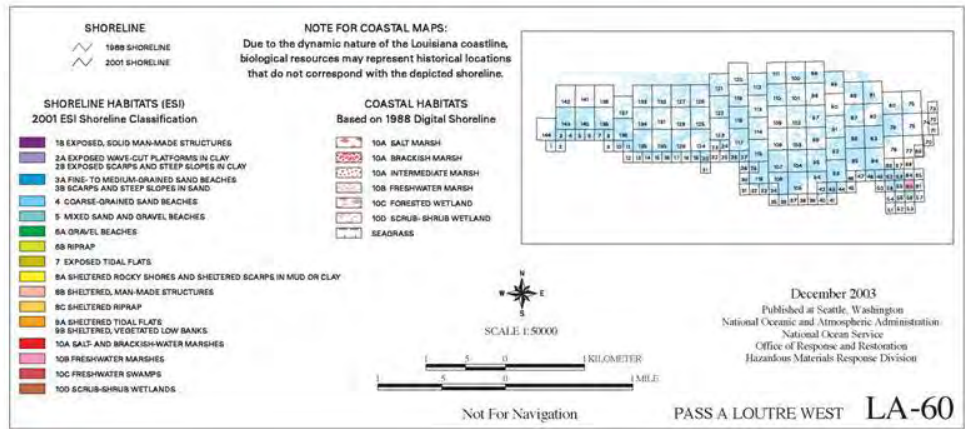 SHORELINE
1988 SHORELINE
2001 SHORELINE
NOTE FOR COASTAL MAPS:
Due to the dynamic nature of the Louisiana coastline,
biological resources may represent historical locations
that do not correspond with the depicted shoreline.
SHORELINE HABITATS (ESI)
2001 ESI Shoreline Classification
1B EXPOSED, SOLID MAN-MADE STRUCTURES
2A EXPOSED WAVE-CUT PLATFORMS IN CLAY
2B EXPOSED SCARPS AND STEEP SLOPES IN CLAY
3A FINE- TO MEDIUM-GRAINED SAND BEACHES
3B SCARPS AND STEEP SLOPES IN SAND
4 COARSE-GRAINED SAND BEACHES
5 MIXED SAND AND GRAVEL BEACHES
6A GRAVEL BEACHES
6B RIPRAP
7 EXPOSED TIDAL FLATS
8A SHELTERED ROCKY SHORES AND SHELTERED SCARPS IN MUD OR CLAY
8B SHELTERED, MAN-MADE STRUCTURES
8C SHELTERED RIPRAP
9A SHELTERED TIDAL FLATS
9B SHELTERED, VEGETATED LOW BANKS
10A SALT- AND BRACKISH-WATER MARSHES
10B FRESHWATER MARSHES
10C FRESHWATER SWAMPS
10D SCRUB-SHRUB WETLANDS
COASTAL HABITATS
Based on 1988 Digital Shoreline
10A SALT MARSH
10A BRACKISH MARSH
10A INTERMEDIATE MARSH
10B FRESHWATER MARSH
10C FORESTED WETLAND
10D SCRUB- SHRUB WETLAND
SEAGRASS
N
W E
S
SCALE 1:50000
1 .5 0 1 KILOMETER
1 .5 0 1 MILE
Not For Navigation
December 2003
Published at Seattle, Washington
National Oceanic and Atmospheric Administration
National Ocean Service
Office of Response and Restoration
Hazardous Materials Response Division
PASS A LOUTRE WEST LA-60